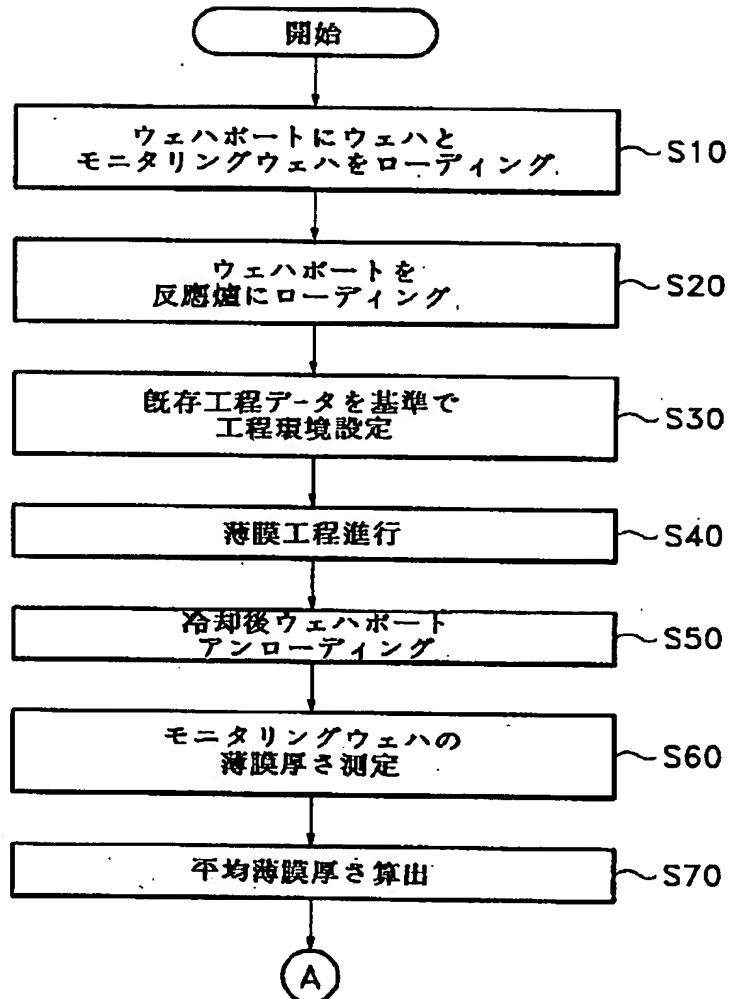 開始
ウェハボートにウェハと
モニタリングウェハをローディング
S10
ウェハボートを
反應爐にローディング
S20
既存工程データを基準で
工程環境設定
S30
薄膜工程進行
S40
冷却後ウェハボート
アンローディング
S50
モニタリングウェハの
薄膜厚さ測定
S60
平均薄膜厚さ算出
S70
A